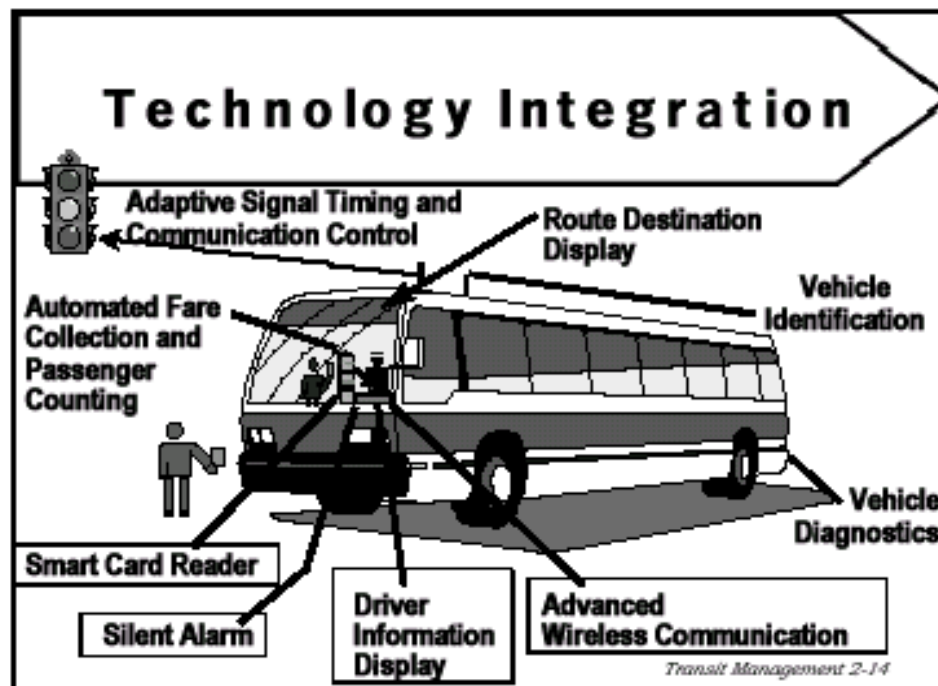 Technology Integration
Adaptive Signal Timing and
Communication Control
Route Destination
Display
Vehicle
Identification
Automated Fare
Collection and
Passenger
Counting
Vehicle
Diagnostics
Smart Card Reader
Silent Alarm
Driver
Information
Display
Advanced
Wireless Communication
Transit Management 2-14